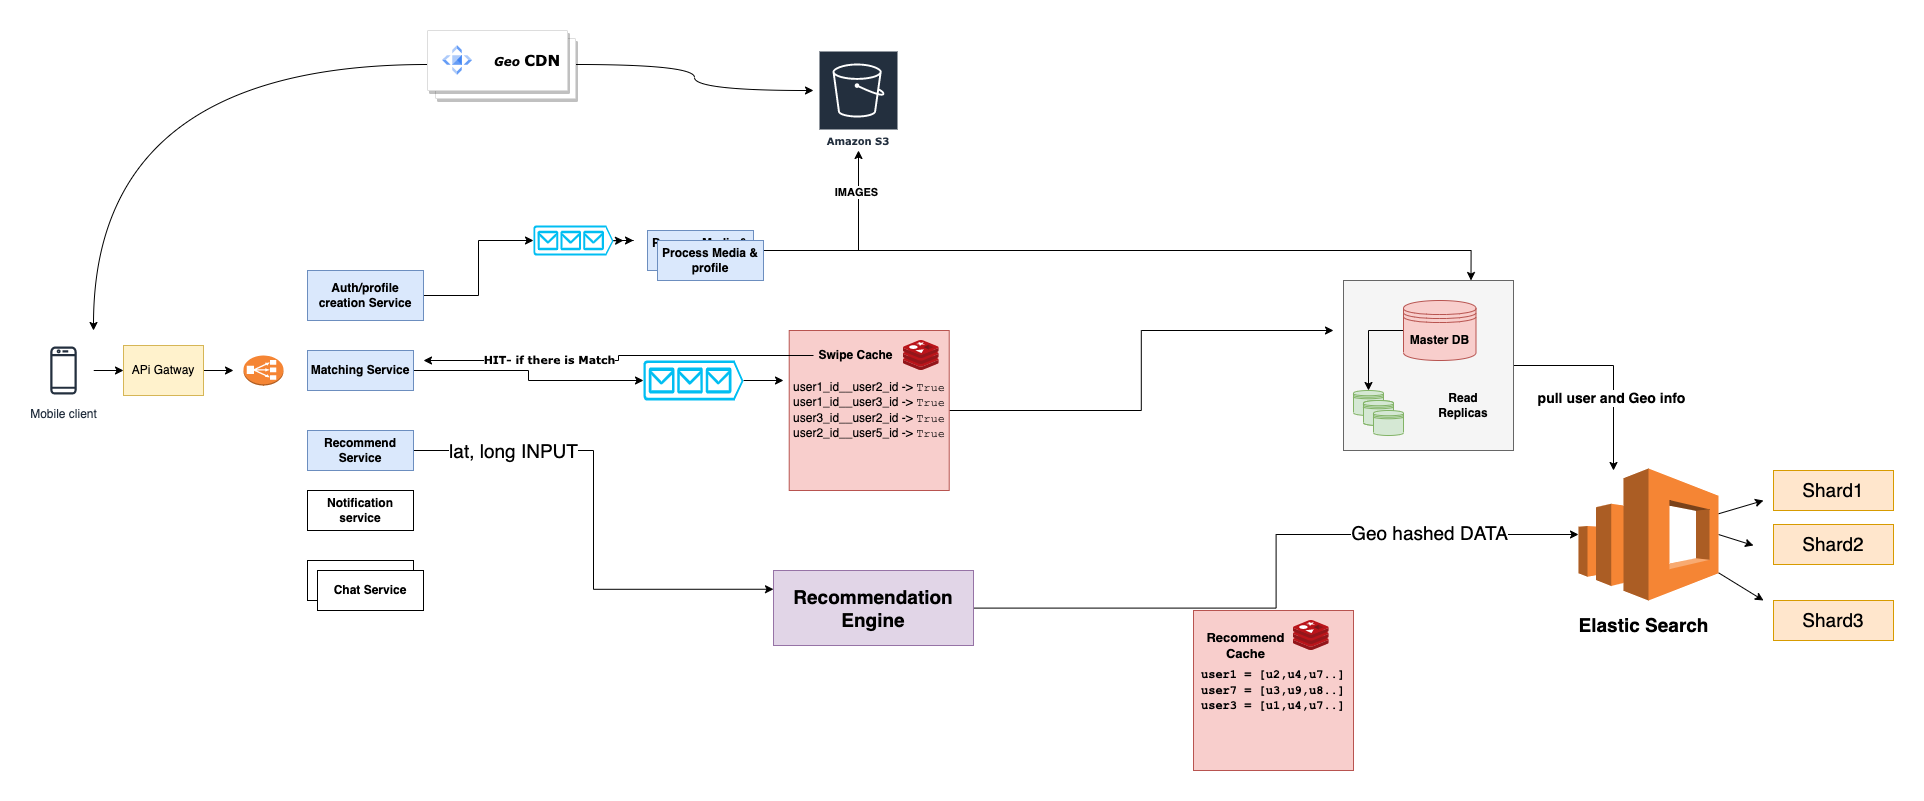 Geo CDN
Amazon S3
IMAGES
Process Media &
profile
Auth/profile
creation Service
Mobile client
APi Gatway
Matching Service
HIT- if there is Match
Swipe Cache
user1_id__user2_id -> True
user1_id__user3_id -> True
user3_id__user2_id -> True
user2_id__user5_id -> True
Master DB
Read
Replicas
pull user and Geo info
Recommend
Service
lat, long INPUT
Notification
service
Chat Service
Recommendation
Engine
Geo hashed DATA
Recommend
Cache
user1 = [u2,u4,u7..]
user7 = [u3,u9,u8..]
user3 = [u1,u4,u7..]
Elastic Search
Shard1
Shard2
Shard3